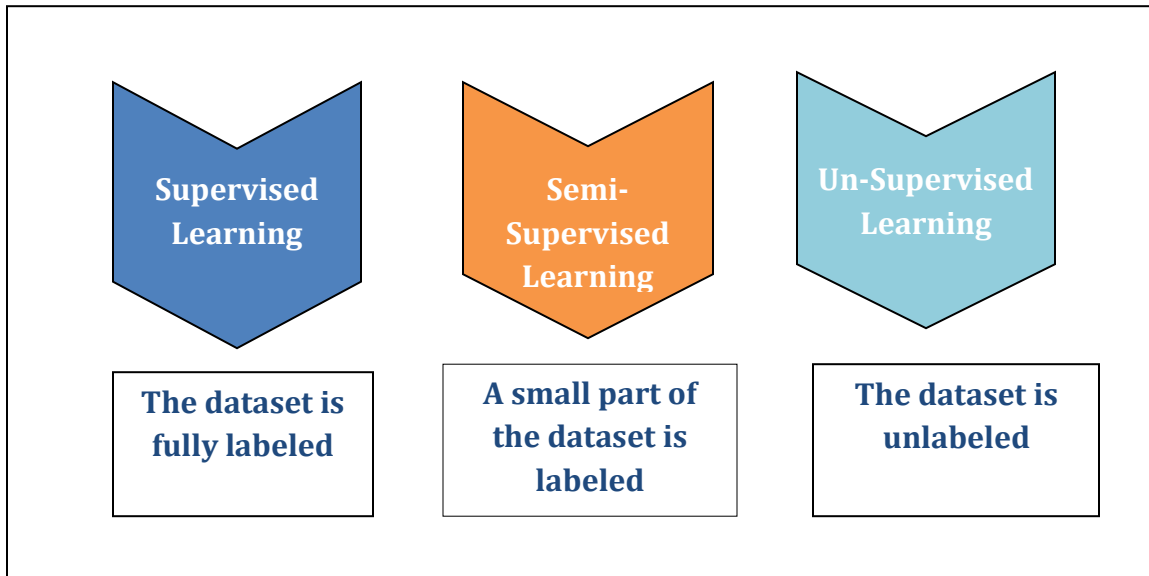 Supervised
Learning
Semi-
Supervised
Learning
Un-Supervised
Learning
The dataset is
fully labeled
A small part of
the dataset is
labeled
The dataset is
unlabeled